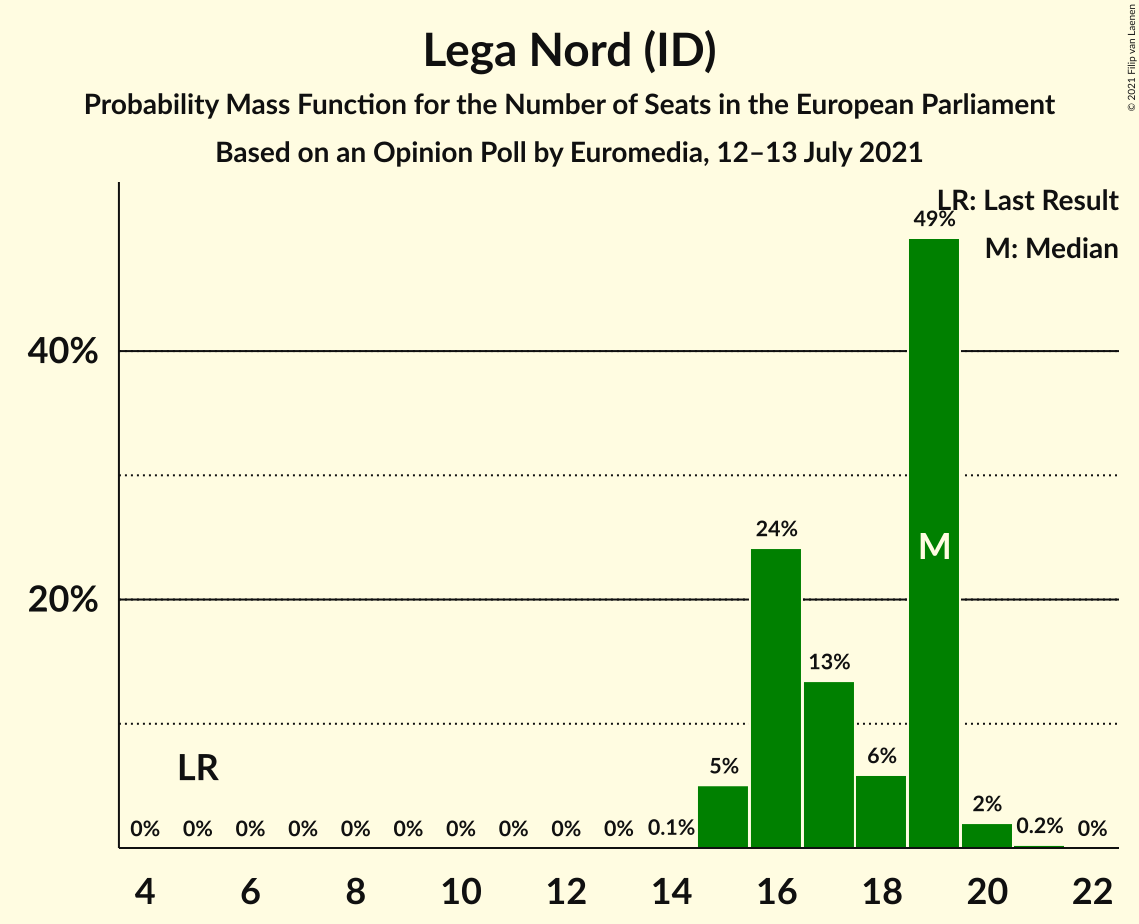 Lega Nord (ID)
Probability Mass Function for the Number of Seats in the European Parliament
Based on an Opinion Poll by Euromedia, 12–13 July 2021
© 2021 Filip van Laenen
LR: Last Result
M: Median
49%
40%
20%
24%
13%
5%
6%
2%
M
LR
0% 0% 0% 0% 0% 0% 0% 0% 0% 0% 0.1% 0.2% 0%
4 6 8 10 12 14 16 18 20 22